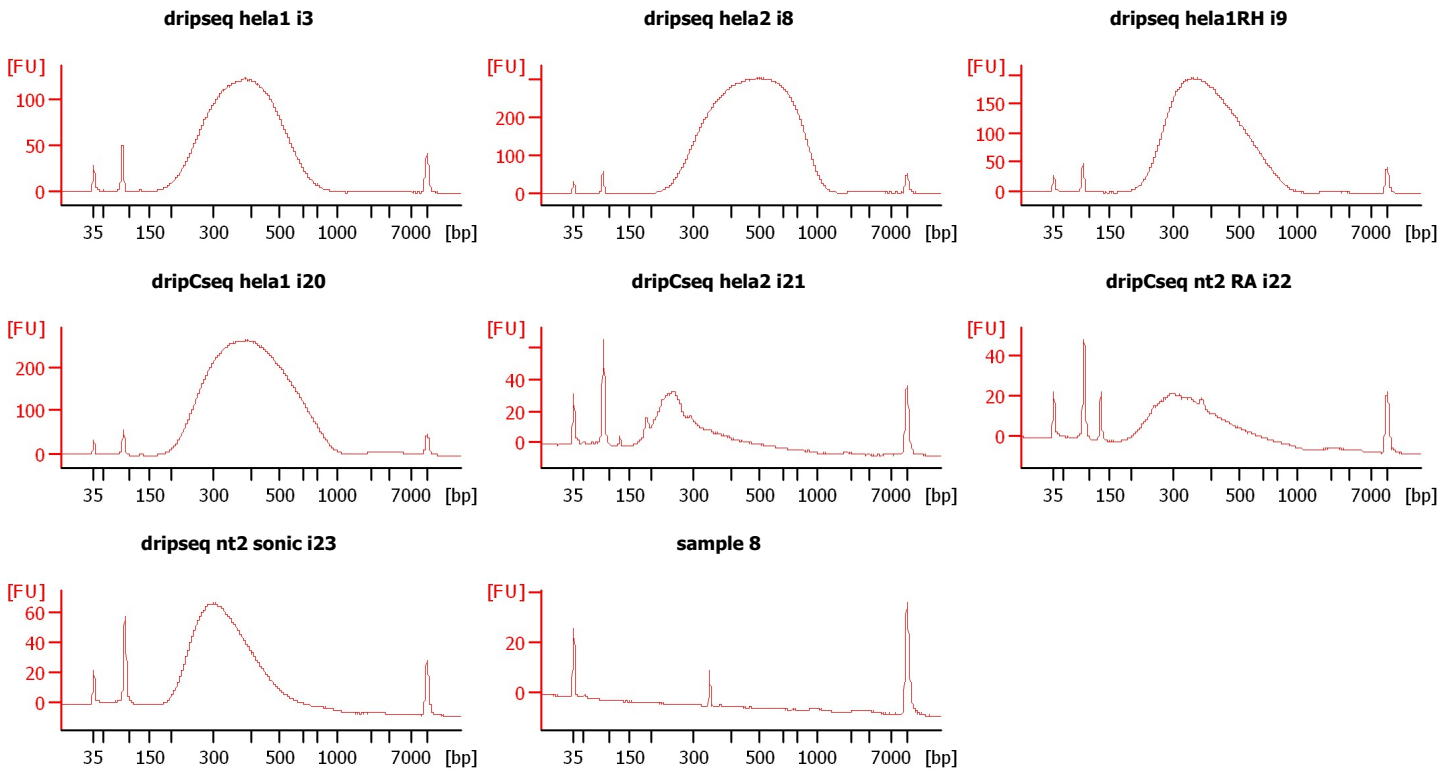 dripseq hela1 i3
dripseq hela2 i8
dripseq hela1RH i9
[FU]
100
50
0
35 150 300 500 1000 7000 [bp]
[FU]
200
100
0
35 150 300 500 1000 7000 [bp]
[FU]
150
100
50
0
35 150 300 500 1000 7000 [bp]
dripCseq hela1 i20
dripCseq hela2 i21
dripCseq nt2 RA i22
[FU]
200
100
0
35 150 300 500 1000 7000 [bp]
[FU]
40
20
0
35 150 300 500 1000 7000 [bp]
[FU]
40
20
0
35 150 300 500 1000 7000 [bp]
dripseq nt2 sonic i23
sample 8
[FU]
60
40
20
0
35 150 300 500 1000 7000 [bp]
[FU]
20
0
35 150 300 500 1000 7000 [bp]